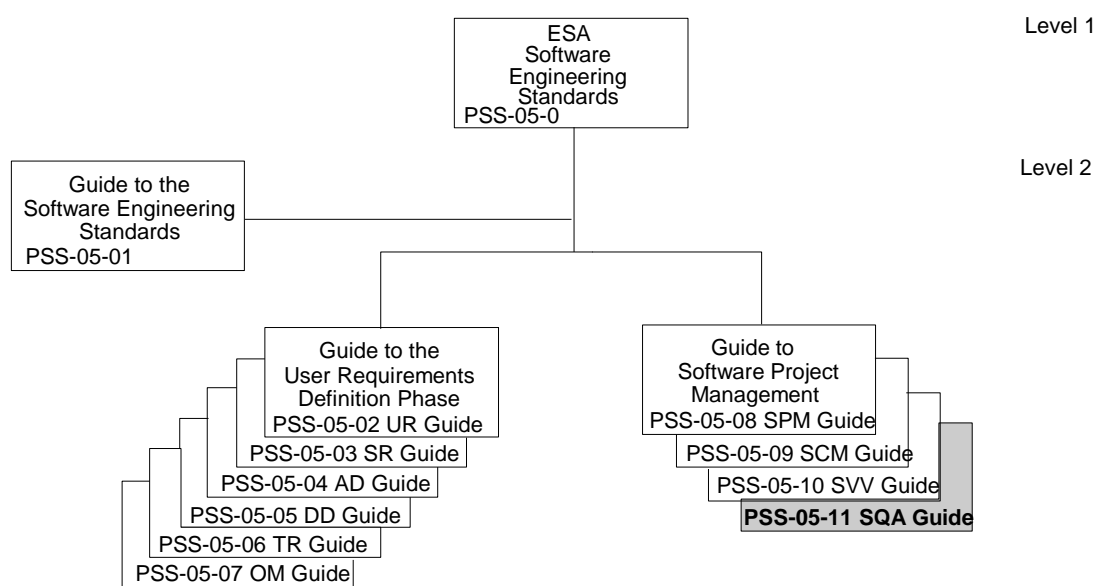 ESA
Software
Engineering
Standards
PSS-05-0
Level 1
Level 2
Guide to the
Software Engineering
Standards
PSS-05-01
Guide to the
User Requirements
Definition Phase
PSS-05-02 UR Guide
PSS-05-03 SR Guide
PSS-05-04 AD Guide
PSS-05-05 DD Guide
PSS-05-06 TR Guide
PSS-05-07 OM Guide
Guide to
Software Project
Management
PSS-05-08 SPM Guide
PSS-05-09 SCM Guide
PSS-05-10 SVV Guide
PSS-05-11 SQA Guide